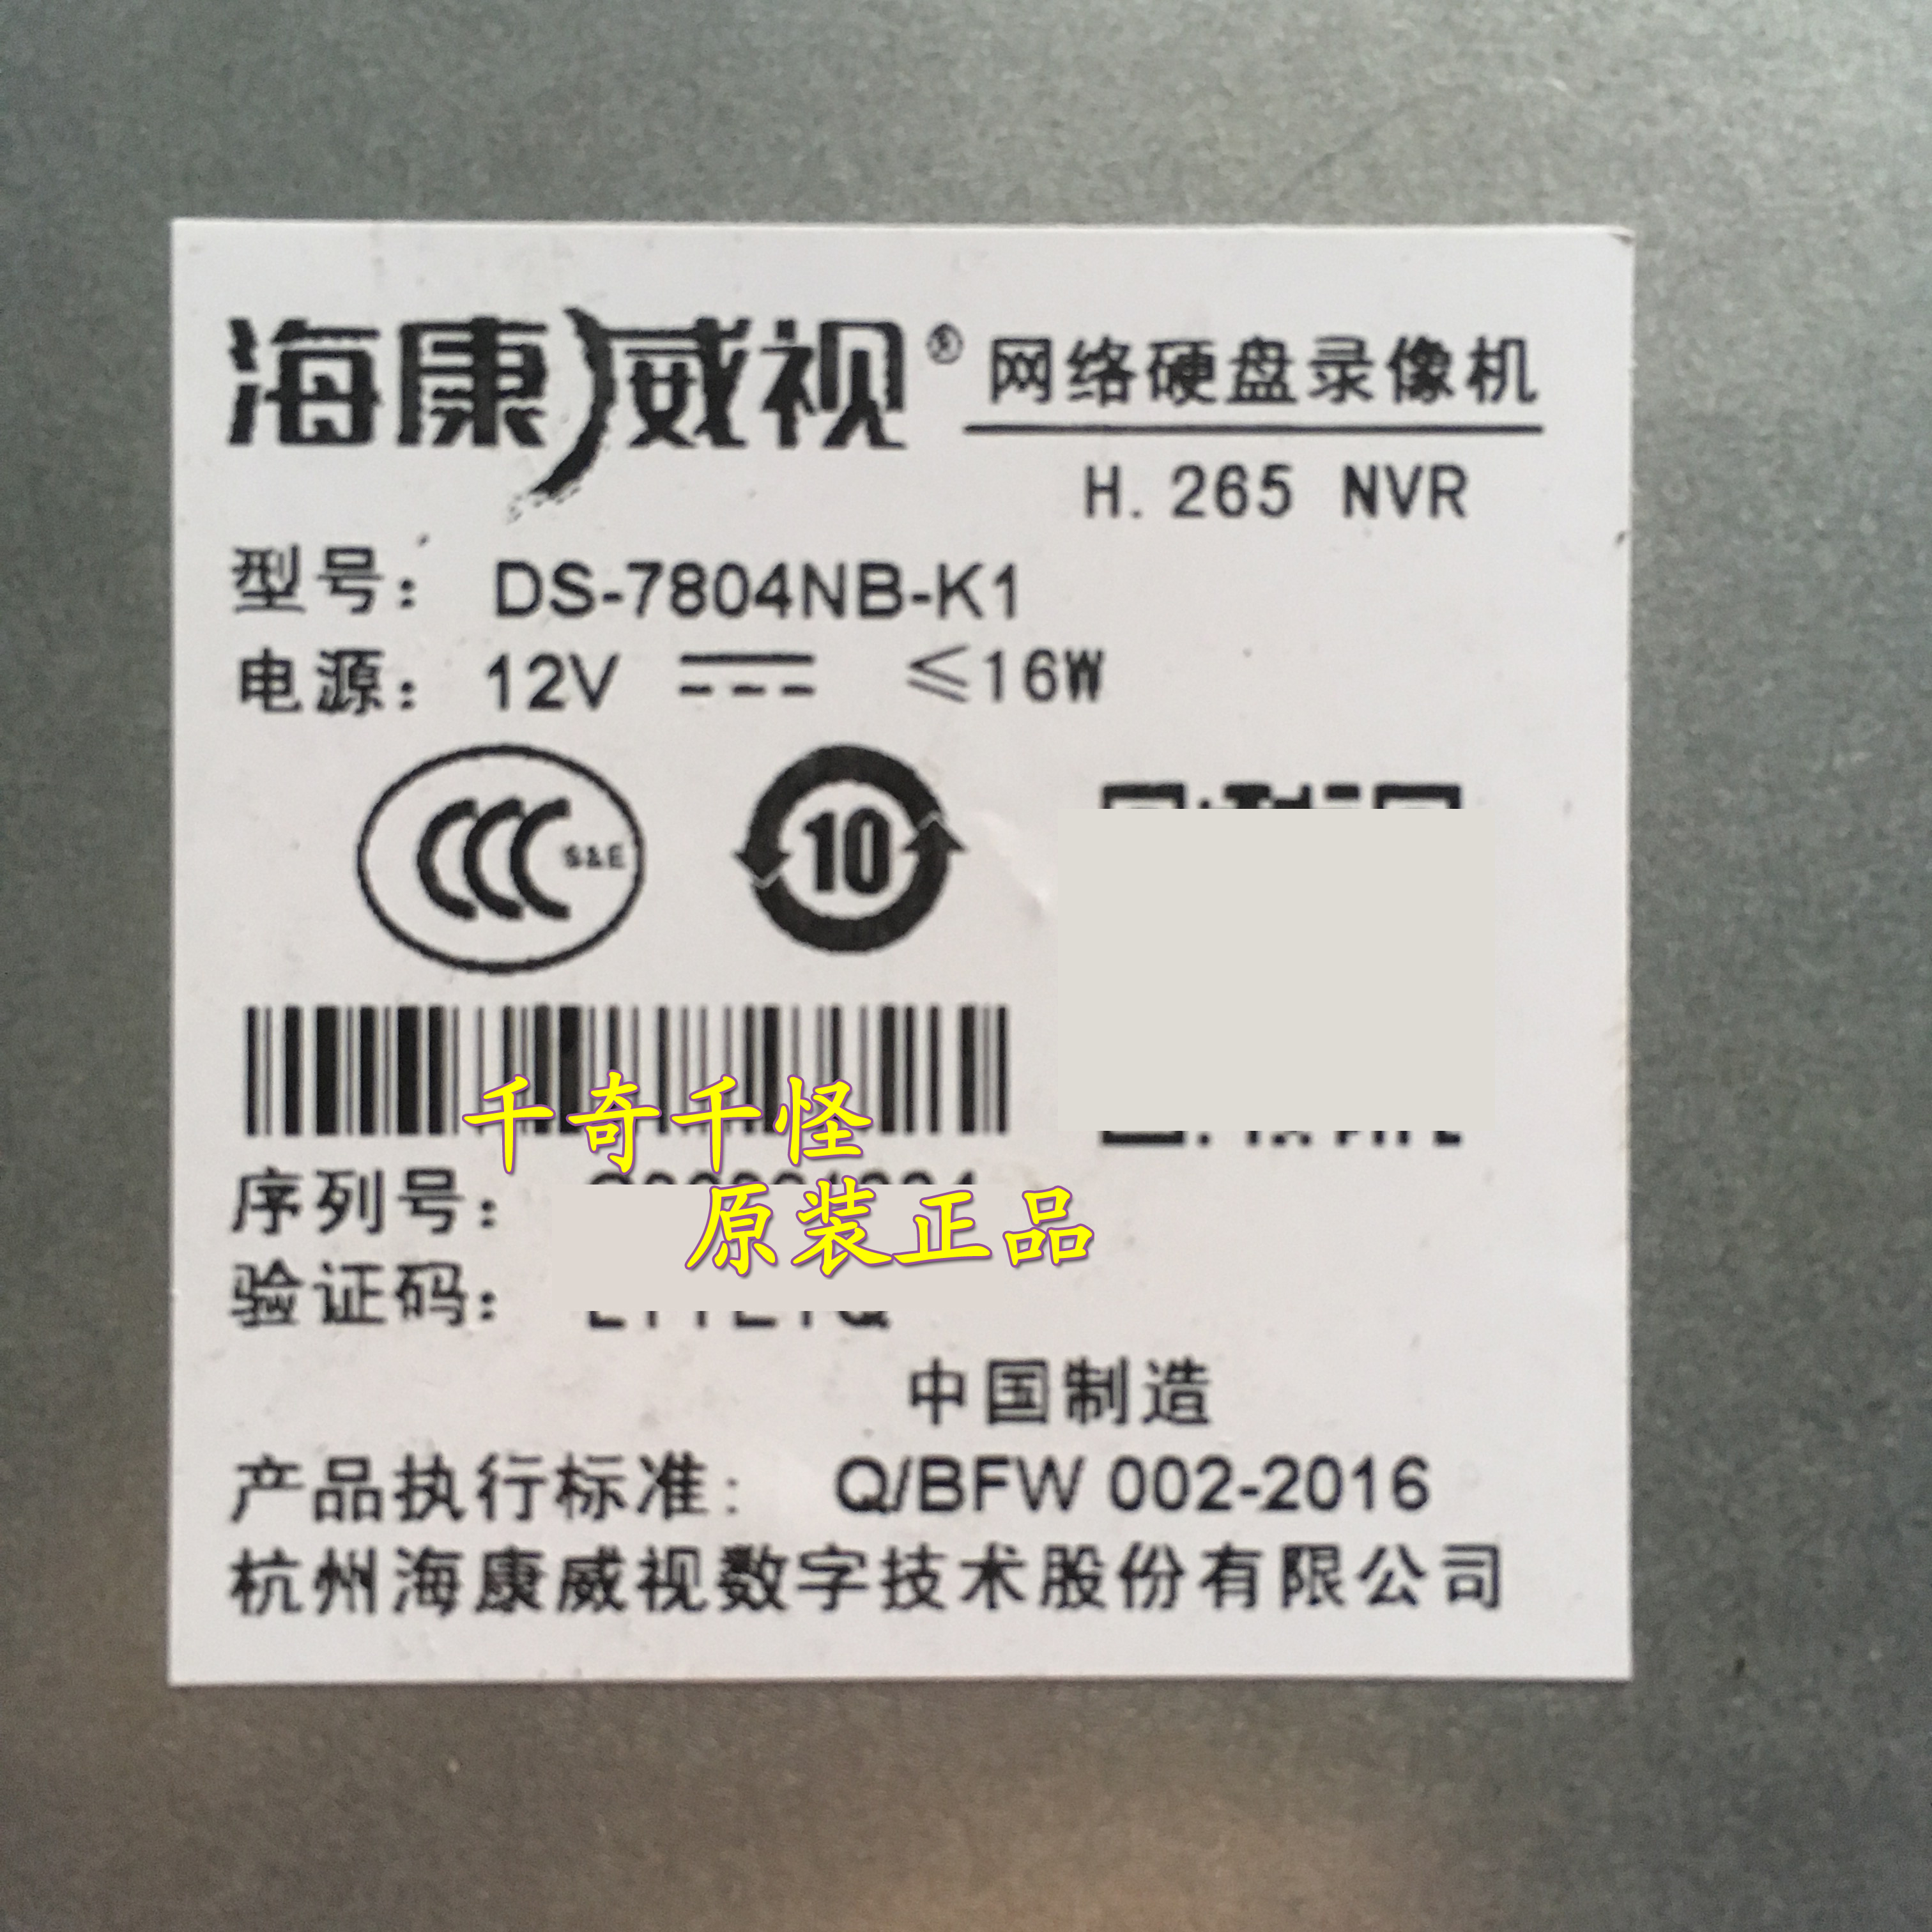 海康威视® 网络硬盘录像机
H.265 NVR
型号: DS-7804NB-K1
电源: 12V ≤16W
CCC S&E
10
千奇千怪
序列号:
原装正品
验证码:
中国制造
产品执行标准: Q/BFW 002-2016
杭州海康威视数字技术股份有限公司